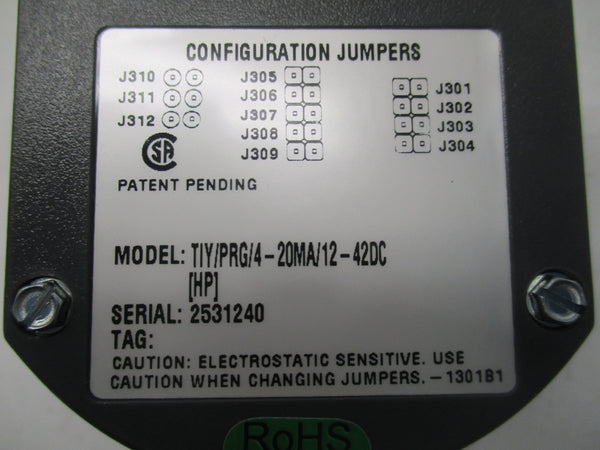 CONFIGURATION JUMPERS
J310
J311
J312
J305
J306
J307
J308
J309
J301
J302
J303
J304
SA
PATENT PENDING
MODEL: TIY/PRG/4-20MA/12-42DC
[HP]
SERIAL: 2531240
TAG:
CAUTION: ELECTROSTATIC SENSITIVE. USE
CAUTION WHEN CHANGING JUMPERS. -1301B1
RoHS